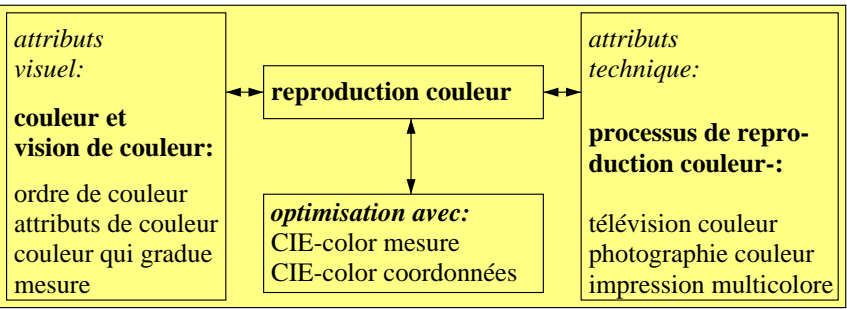 attributs
visuel:
couleur et
vision de couleur:
ordre de couleur
attributs de couleur
couleur qui gradue
mesure
reproduction couleur
optimisation avec:
CIE-color mesure
CIE-color coordonnées
attributs
technique:
processus de repro-
duction couleur-:
télévision couleur
photographie couleur
impression multicolore